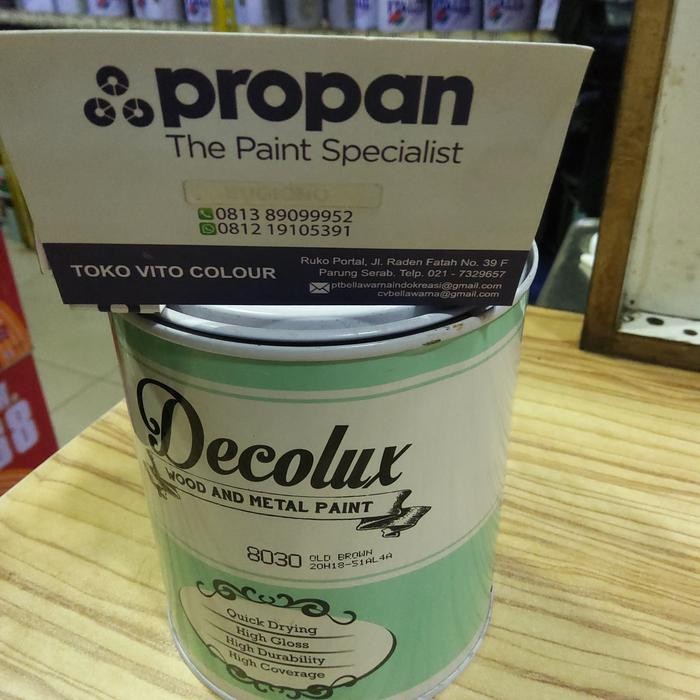 propan
The Paint Specialist
0813 89099952
0812 19105391
TOKO VITO COLOUR
Ruko Portal, Jl. Raden Fatah No. 39 F
Parung Serab. Telp. 021 - 7329657
ptbellawarnaindokreasi@gmail.com
cvbellawarna@gmail.com
Decolux
WOOD AND METAL PAINT
8030 OLD BROWN
20H18-51AL4A
Quick Drying
High Gloss
High Durability
High Coverage